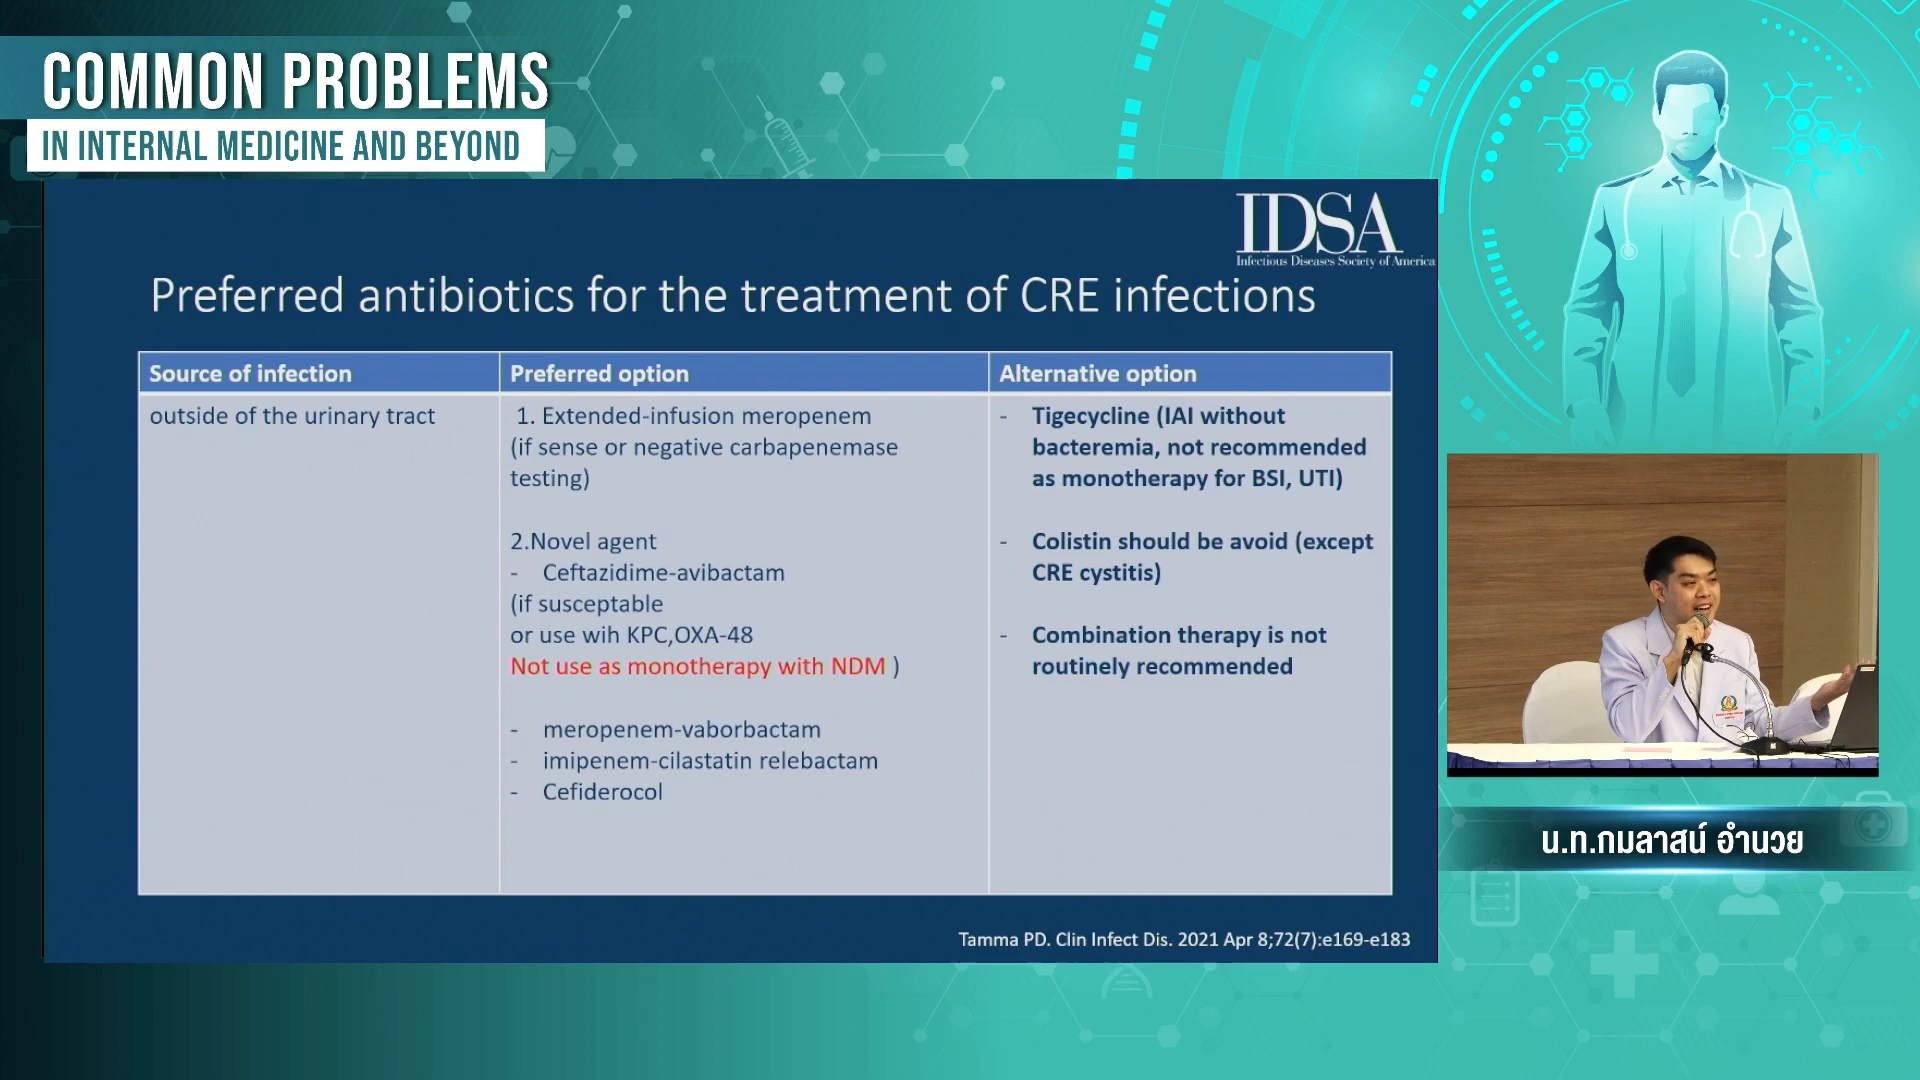 COMMON PROBLEMS
IN INTERNAL MEDICINE AND BEYOND
IDSA
Infectious Diseases Society of America
Preferred antibiotics for the treatment of CRE infections
Source of infection
Preferred option
Alternative option
outside of the urinary tract
1. Extended-infusion meropenem
(if sense or negative carbapenemase
testing)
2.Novel agent
- Ceftazidime-avibactam
(if susceptable
or use wih KPC,OXA-48
Not use as monotherapy with NDM )
- meropenem-vaborbactam
- imipenem-cilastatin relebactam
- Cefiderocol
- Tigecycline (IAI without
bacteremia, not recommended
as monotherapy for BSI, UTI)
- Colistin should be avoid (except
CRE cystitis)
- Combination therapy is not
routinely recommended
Tamma PD. Clin Infect Dis. 2021 Apr 8;72(7):e169-e183
น.ท.กมลาสน์ อำนวย